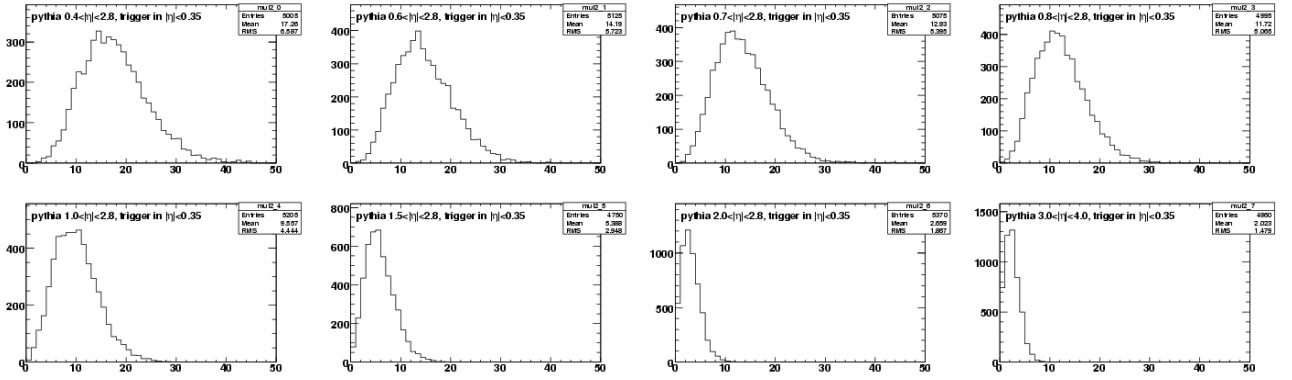 pythia 0.4<|η|<2.8, trigger in |η|<0.35
mul2_0
Entries 5005
Mean 17.26
RMS 6.587
300
200
100
0
0 10 20 30 40 50
pythia 0.6<|η|<2.8, trigger in |η|<0.35
mul2_1
Entries 5125
Mean 14.19
RMS 5.723
400
300
200
100
0
0 10 20 30 40 50
pythia 0.7<|η|<2.8, trigger in |η|<0.35
mul2_2
Entries 5075
Mean 12.93
RMS 5.395
400
300
200
100
0
0 10 20 30 40 50
pythia 0.8<|η|<2.8, trigger in |η|<0.35
mul2_3
Entries 4995
Mean 11.72
RMS 5.065
400
300
200
100
0
0 10 20 30 40 50
pythia 1.0<|η|<2.8, trigger in |η|<0.35
mul2_4
Entries 5205
Mean 9.557
RMS 4.444
400
200
0
0 10 20 30 40 50
pythia 1.5<|η|<2.8, trigger in |η|<0.35
mul2_5
Entries 4750
Mean 5.388
RMS 2.948
800
600
400
200
0
0 10 20 30 40 50
pythia 2.0<|η|<2.8, trigger in |η|<0.35
mul2_6
Entries 5370
Mean 2.659
RMS 1.867
1000
500
0
0 10 20 30 40 50
pythia 3.0<|η|<4.0, trigger in |η|<0.35
mul2_7
Entries 4960
Mean 2.023
RMS 1.479
1500
1000
500
0
0 10 20 30 40 50